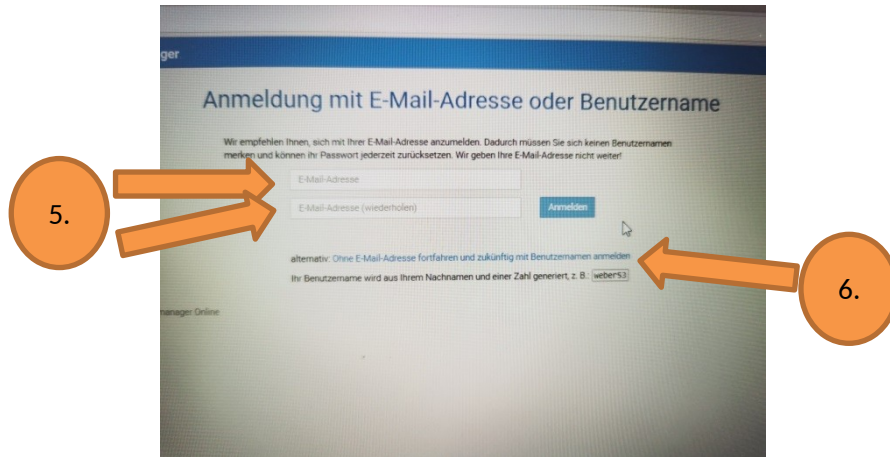 ger
Anmeldung mit E-Mail-Adresse oder Benutzername
Wir empfehlen Ihnen, sich mit Ihrer E-Mail-Adresse anzumelden. Dadurch müssen Sie sich keinen Benutzernamen
merken und können ihr Passwort jederzeit zurücksetzen. Wir geben Ihre E-Mail-Adresse nicht weiter!
E-Mail-Adresse
5.
E-Mail-Adresse (wiederholen)
Anmelden
alternativ: Ohne E-Mail-Adresse fortfahren und zukünftig mit Benutzernamen anmelden
Ihr Benutzername wird aus Ihrem Nachnamen und einer Zahl generiert, z. B.: weber53
6.
manager Online